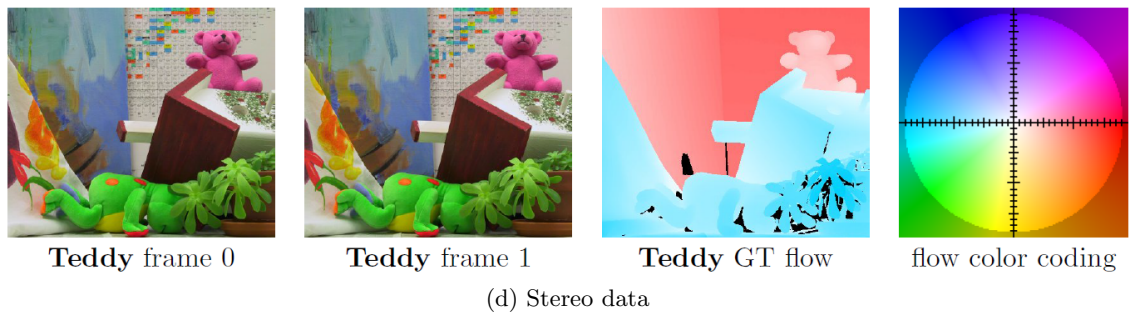 Teddy frame 0
Teddy frame 1
Teddy GT flow
flow color coding
(d) Stereo data